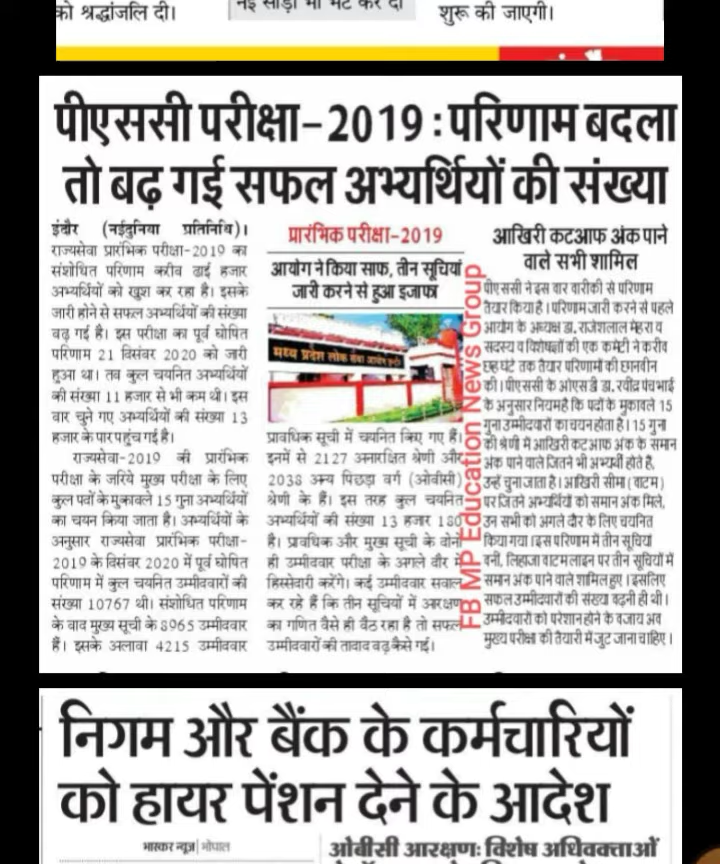 को श्रद्धांजलि दी।
शुरू की जाएगी।
पीएससी परीक्षा-2019 : परिणाम बदला
तो बढ़ गई सफल अभ्यर्थियों की संख्या
इंदौर (नईदुनिया प्रतिनिधि)।
राज्यसेवा प्रारंभिक परीक्षा-2019 का
संशोधित परिणाम करीब ढाई हजार
अभ्यर्थियों को खुश कर रहा है। इसके
जारी होने से सफल अभ्यर्थियों की संख्या
बढ़ गई है। इस परीक्षा का पूर्व घोषित
परिणाम 21 दिसंबर 2020 को जारी
हुआ था। तब कुल चयनित अभ्यर्थियों
की संख्या 11 हजार से भी कम थी। इस
बार चुने गए अभ्यर्थियों की संख्या 13
हजार के पार पहुंच गई है।
राज्यसेवा-2019 की प्रारंभिक
परीक्षा के जरिये मुख्य परीक्षा के लिए
कुल पदों के मुकाबले 15 गुना अभ्यर्थियों
का चयन किया जाता है। अभ्यर्थियों के
अनुसार राज्यसेवा प्रारंभिक परीक्षा-
2019 के दिसंबर 2020 में पूर्व घोषित
परिणाम में कुल चयनित उम्मीदवारों की
संख्या 10767 थी। संशोधित परिणाम
के बाद मुख्य सूची के 8965 उम्मीदवार
हैं। इसके अलावा 4215 उम्मीदवार
प्रारंभिक परीक्षा-2019
आयोग ने किया साफ, तीन सूचियां
जारी करने से हुआ इजाफा
मध्य प्रदेश लोक सेवा आयोग इन्दौर
प्रावधिक सूची में चयनित किए गए हैं।
इनमें से 2127 अनारक्षित श्रेणी और
2038 अन्य पिछड़ा वर्ग (ओबीसी)
श्रेणी के हैं। इस तरह कुल चयनित
अभ्यर्थियों की संख्या 13 हजार 180
है। प्रावधिक और मुख्य सूची के दोनों
ही उम्मीदवार परीक्षा के अगले दौर में
हिस्सेदारी करेंगे। कई उम्मीदवार सवाल
कर रहे हैं कि तीन सूचियों में आरक्षण
का गणित वैसे ही बैठ रहा है तो सफल
उम्मीदवारों की तादाद बढ़ कैसे गई।
FB MP Education News Group
आखिरी कटआफ अंक पाने
वाले सभी शामिल
पीएससी ने इस बार बारीकी से परिणाम
तैयार किया है। परिणाम जारी करने से पहले
आयोग के अध्यक्ष डा. राजेशलाल मेहरा व
सदस्य व विशेषज्ञों की एक कमेटी ने करीब
छह घंटे तक तैयार परिणामों की छानबीन
की। पीएससी के ओएसडी डा. रवींद्र पंचभाई
के अनुसार नियम है कि पदों के मुकाबले 15
गुना उम्मीदवारों का चयन होता है। 15 गुना
की श्रेणी में आखिरी कटआफ अंक के समान
अंक पाने वाले जितने भी अभ्यर्थी होते है,
उन्हें चुना जाता है। आखिरी सीमा (बाटम)
पर जितने अभ्यर्थियों को समान अंक मिले,
उन सभी को अगले दौर के लिए चयनित
किया गया। इस परिणाम में तीन सूचियां
बनी, लिहाजा बाटम लाइन पर तीन सूचियों में
समान अंक पाने वाले शामिल हुए। इसलिए
सफल उम्मीदवारों की संख्या बढ़नी ही थी।
उम्मीदवारों को परेशान होने के बजाय अब
मुख्य परीक्षा की तैयारी में जुट जाना चाहिए।
निगम और बैंक के कर्मचारियों
को हायर पेंशन देने के आदेश
भास्कर न्यूज | भोपाल
ओबीसी आरक्षण: विशेष अधिवक्ताओं